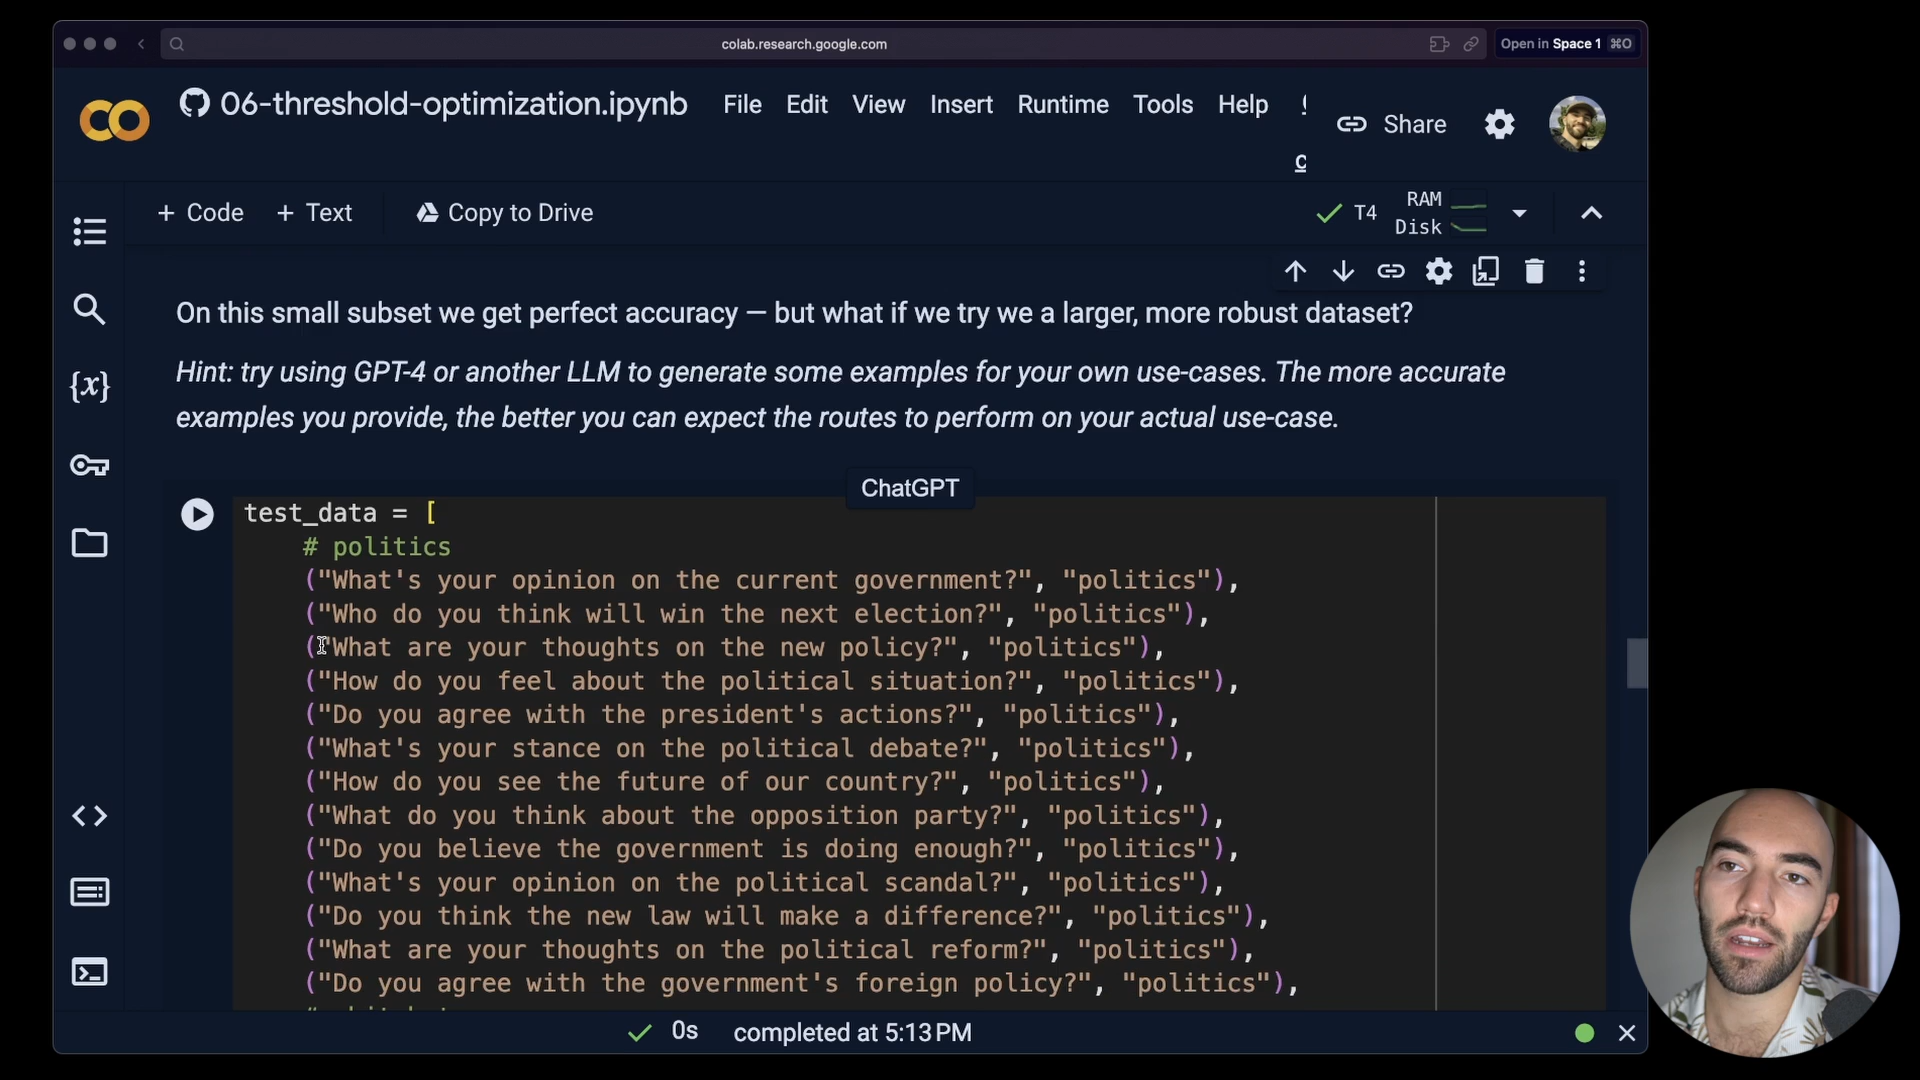 colab.research.google.com
Open in Space 1 ⌘O
06-threshold-optimization.ipynb
File Edit View Insert Runtime Tools Help
Share
+ Code + Text Copy to Drive
T4 RAM
Disk
On this small subset we get perfect accuracy — but what if we try we a larger, more robust dataset?
Hint: try using GPT-4 or another LLM to generate some examples for your own use-cases. The more accurate
examples you provide, the better you can expect the routes to perform on your actual use-case.
ChatGPT
test_data = [
# politics
("What's your opinion on the current government?", "politics"),
("Who do you think will win the next election?", "politics"),
("What are your thoughts on the new policy?", "politics"),
("How do you feel about the political situation?", "politics"),
("Do you agree with the president's actions?", "politics"),
("What's your stance on the political debate?", "politics"),
("How do you see the future of our country?", "politics"),
("What do you think about the opposition party?", "politics"),
("Do you believe the government is doing enough?", "politics"),
("What's your opinion on the political scandal?", "politics"),
("Do you think the new law will make a difference?", "politics"),
("What are your thoughts on the political reform?", "politics"),
("Do you agree with the government's foreign policy?", "politics"),
0s completed at 5:13 PM